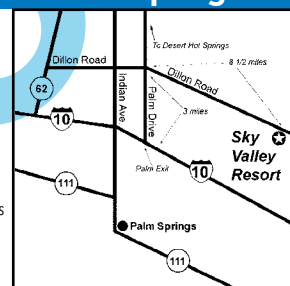 To Desert Hot Springs
Dillon Road
8 1/2 miles
62
Indian Ave
Palm Drive
Dillon Road
3 miles
10
Sky
Valley
Resort
Palm Exit
10
111
Palm Springs
111